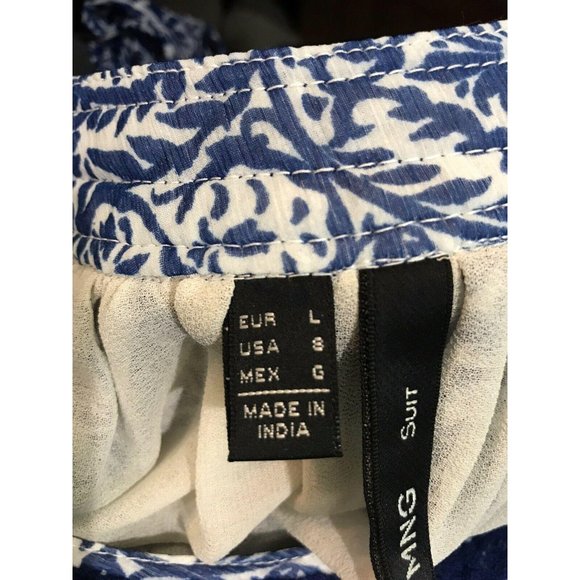 EUR L
USA 8
MEX G
MADE IN
INDIA
MNG SUIT